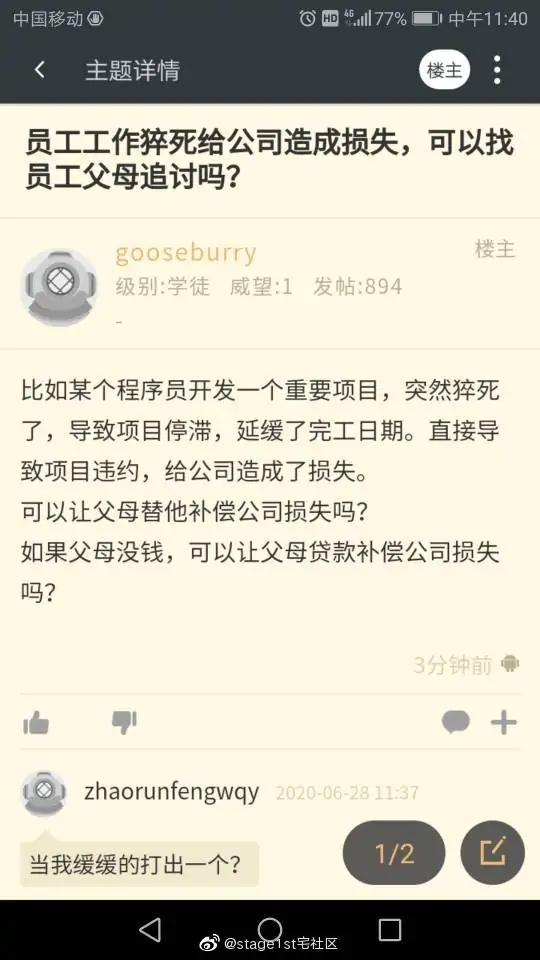 中国移动
HD 4G 77% 中午11:40
主题详情
楼主
员工工作猝死给公司造成损失，可以找
员工父母追讨吗？
gooseburry
楼主
级别:学徒 威望:1 发帖:894
-
比如某个程序员开发一个重要项目，突然猝死
了，导致项目停滞，延缓了完工日期。直接导
致项目违约，给公司造成了损失。
可以让父母替他补偿公司损失吗？
如果父母没钱，可以让父母贷款补偿公司损失
吗？
3分钟前
zhaorunfengwqy 2020-06-28 11:37
当我缓缓的打出一个？
1/2
@stage1st宅社区